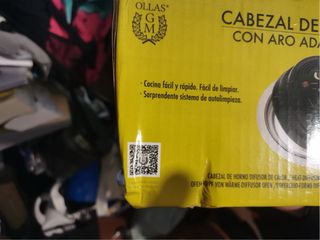 OLLAS®
GM
CABEZAL DE
CON ARO ADA
· Cocina fácil y rápido. Fácil de limpiar.
· Sorprendente sistema de autolimpieza.
CABEZAL DE HORNO DIFUSOR DE CALOR